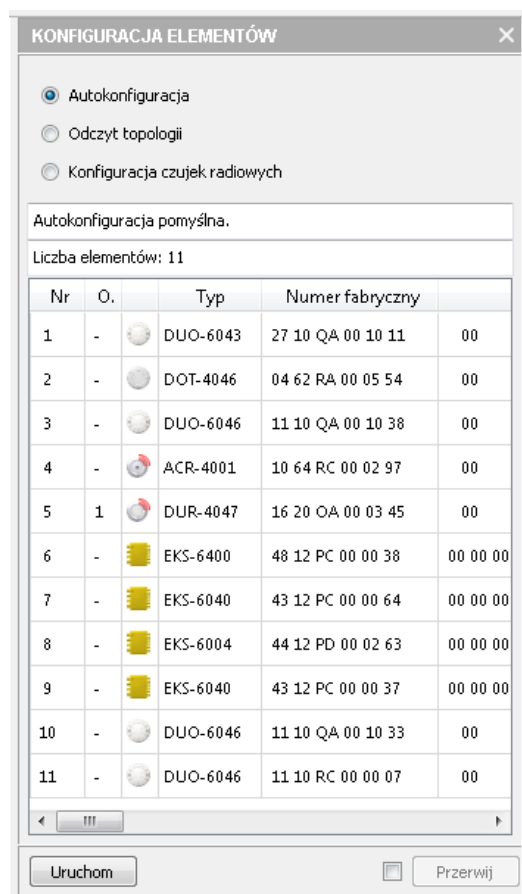 KONFIGURACJA ELEMENTÓW
Autokonfiguracja
Odczyt topologii
Konfiguracja czujek radiowych
Autokonfiguracja pomyślna.
Liczba elementów: 11
Nr O. Typ Numer fabryczny
1 - DUO-6043 27 10 QA 00 10 11 00
2 - DOT-4046 04 62 RA 00 05 54 00
3 - DUO-6046 11 10 QA 00 10 38 00
4 - ACR-4001 10 64 RC 00 02 97 00
5 1 DUR-4047 16 20 OA 00 03 45 00
6 - EKS-6400 48 12 PC 00 00 38 00 00 00
7 - EKS-6040 43 12 PC 00 00 64 00 00 00
8 - EKS-6004 44 12 PD 00 02 63 00 00 00
9 - EKS-6040 43 12 PC 00 00 37 00 00 00
10 - DUO-6046 11 10 QA 00 10 33 00
11 - DUO-6046 11 10 RC 00 00 07 00
Uruchom Przerwij